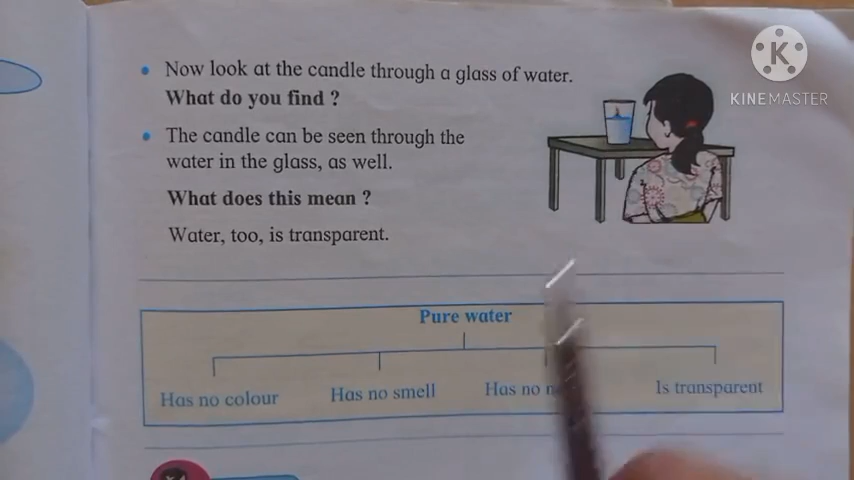 Now look at the candle through a glass of water.
What do you find ?
The candle can be seen through the
water in the glass, as well.
What does this mean ?
Water, too, is transparent.
Pure water
Has no colour
Has no smell
Has no
Is transparent
KINEMASTER